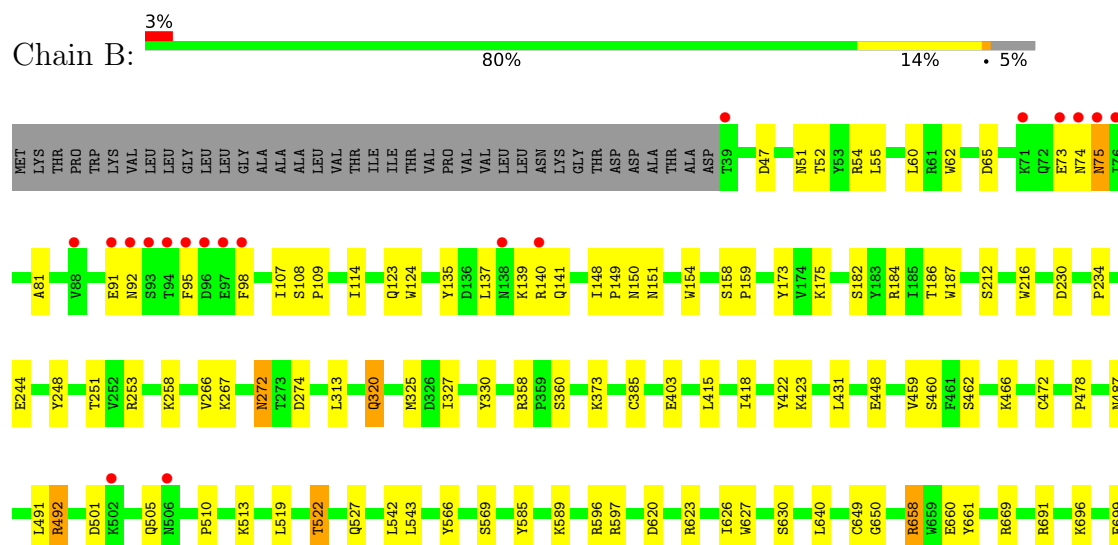 3%
Chain B:
80% 14% • 5%
MET LYS THR PRO TRP LYS VAL LEU LEU GLY LEU LEU GLY ALA ALA ALA LEU VAL THR ILE ILE THR VAL PRO VAL VAL LEU LEU ASN LYS GLY THR ASP ASP ALA THR ALA ASP T39 D47 N51 T52 Y53 R54 L55 L60 R61 W62 D65 K71 Q72 E73 N74 N75 I76
A81 V88 E91 N92 S93 T94 F95 D96 E97 F98 I107 S108 P109 I114 Q123 W124 Y135 D136 L137 N138 K139 R140 Q141 I148 P149 N150 N151 W154 S158 P159 Y173 V174 K175 S182 Y183 R184 I185 T186 W187 S212 W216 D230 P234
E244 Y248 T251 V252 R253 K258 V266 K267 N272 T273 D274 L313 Q320 M325 D326 I327 Y330 R358 P359 S360 K373 C385 E403 L415 I418 Y422 K423 L431 E448 V459 S460 F461 S462 K466 C472 P478 N487
L491 R492 D501 K502 Q505 N506 P510 K513 L519 T522 Q527 L542 L543 Y566 S569 Y585 K589 R596 R597 D620 R623 I626 W627 S630 L640 C649 G650 R658 W659 E660 Y661 R669 R691 K696